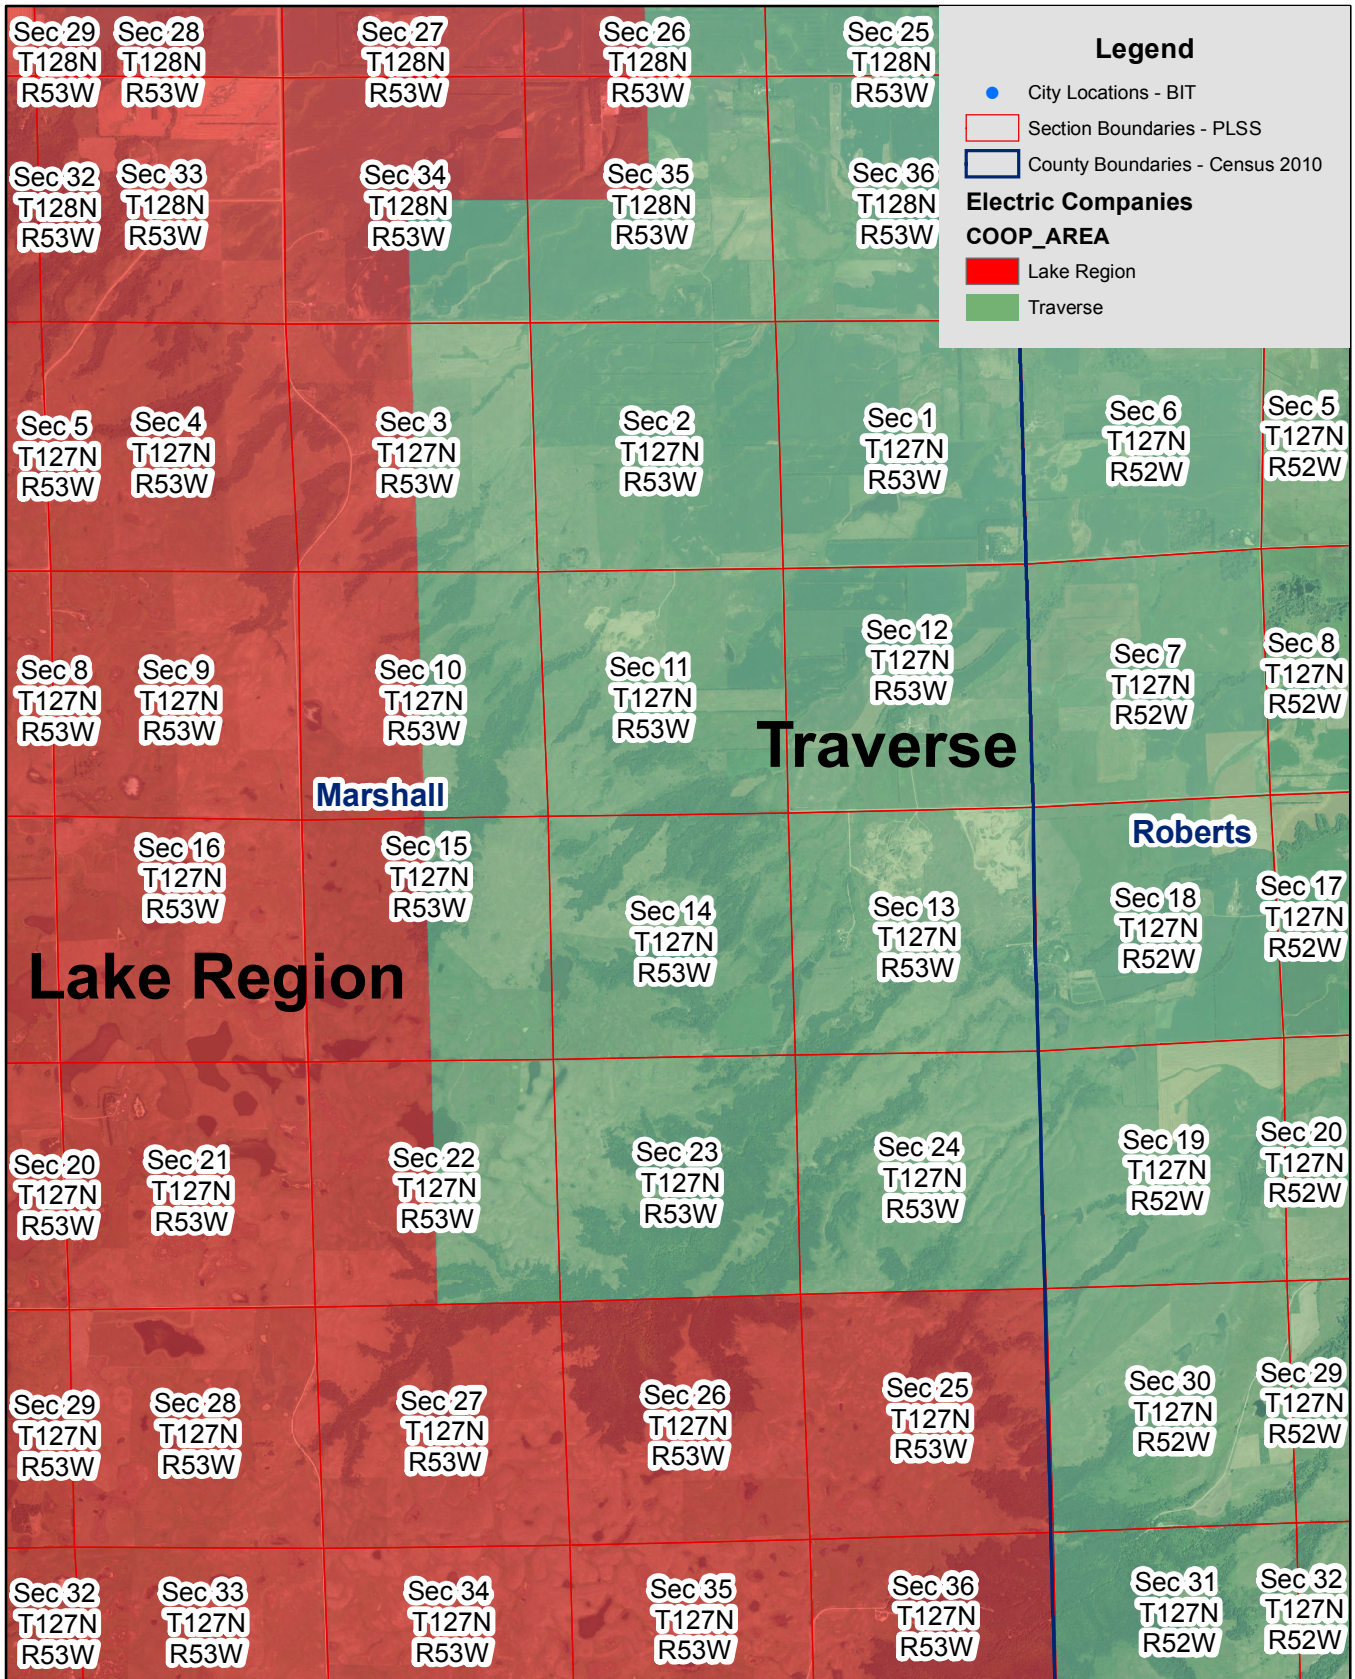 Sec 29
T128N
R53W
Sec 28
T128N
R53W
Sec 27
T128N
R53W
Sec 26
T128N
R53W
Sec 25
T128N
R53W
Legend
City Locations - BIT
Section Boundaries - PLSS
County Boundaries - Census 2010
Electric Companies
COOP_AREA
Lake Region
Traverse
Sec 32
T128N
R53W
Sec 33
T128N
R53W
Sec 34
T128N
R53W
Sec 35
T128N
R53W
Sec 36
T128N
R53W
Sec 5
T127N
R53W
Sec 4
T127N
R53W
Sec 3
T127N
R53W
Sec 2
T127N
R53W
Sec 1
T127N
R53W
Sec 6
T127N
R52W
Sec 5
T127N
R52W
Sec 8
T127N
R53W
Sec 9
T127N
R53W
Sec 10
T127N
R53W
Sec 11
T127N
R53W
Sec 12
T127N
R53W
Sec 7
T127N
R52W
Sec 8
T127N
R52W
Traverse
Marshall
Roberts
Sec 16
T127N
R53W
Sec 15
T127N
R53W
Sec 14
T127N
R53W
Sec 13
T127N
R53W
Sec 18
T127N
R52W
Sec 17
T127N
R52W
Lake Region
Sec 20
T127N
R53W
Sec 21
T127N
R53W
Sec 22
T127N
R53W
Sec 23
T127N
R53W
Sec 24
T127N
R53W
Sec 19
T127N
R52W
Sec 20
T127N
R52W
Sec 29
T127N
R53W
Sec 28
T127N
R53W
Sec 27
T127N
R53W
Sec 26
T127N
R53W
Sec 25
T127N
R53W
Sec 30
T127N
R52W
Sec 29
T127N
R52W
Sec 32
T127N
R53W
Sec 33
T127N
R53W
Sec 34
T127N
R53W
Sec 35
T127N
R53W
Sec 36
T127N
R53W
Sec 31
T127N
R52W
Sec 32
T127N
R52W